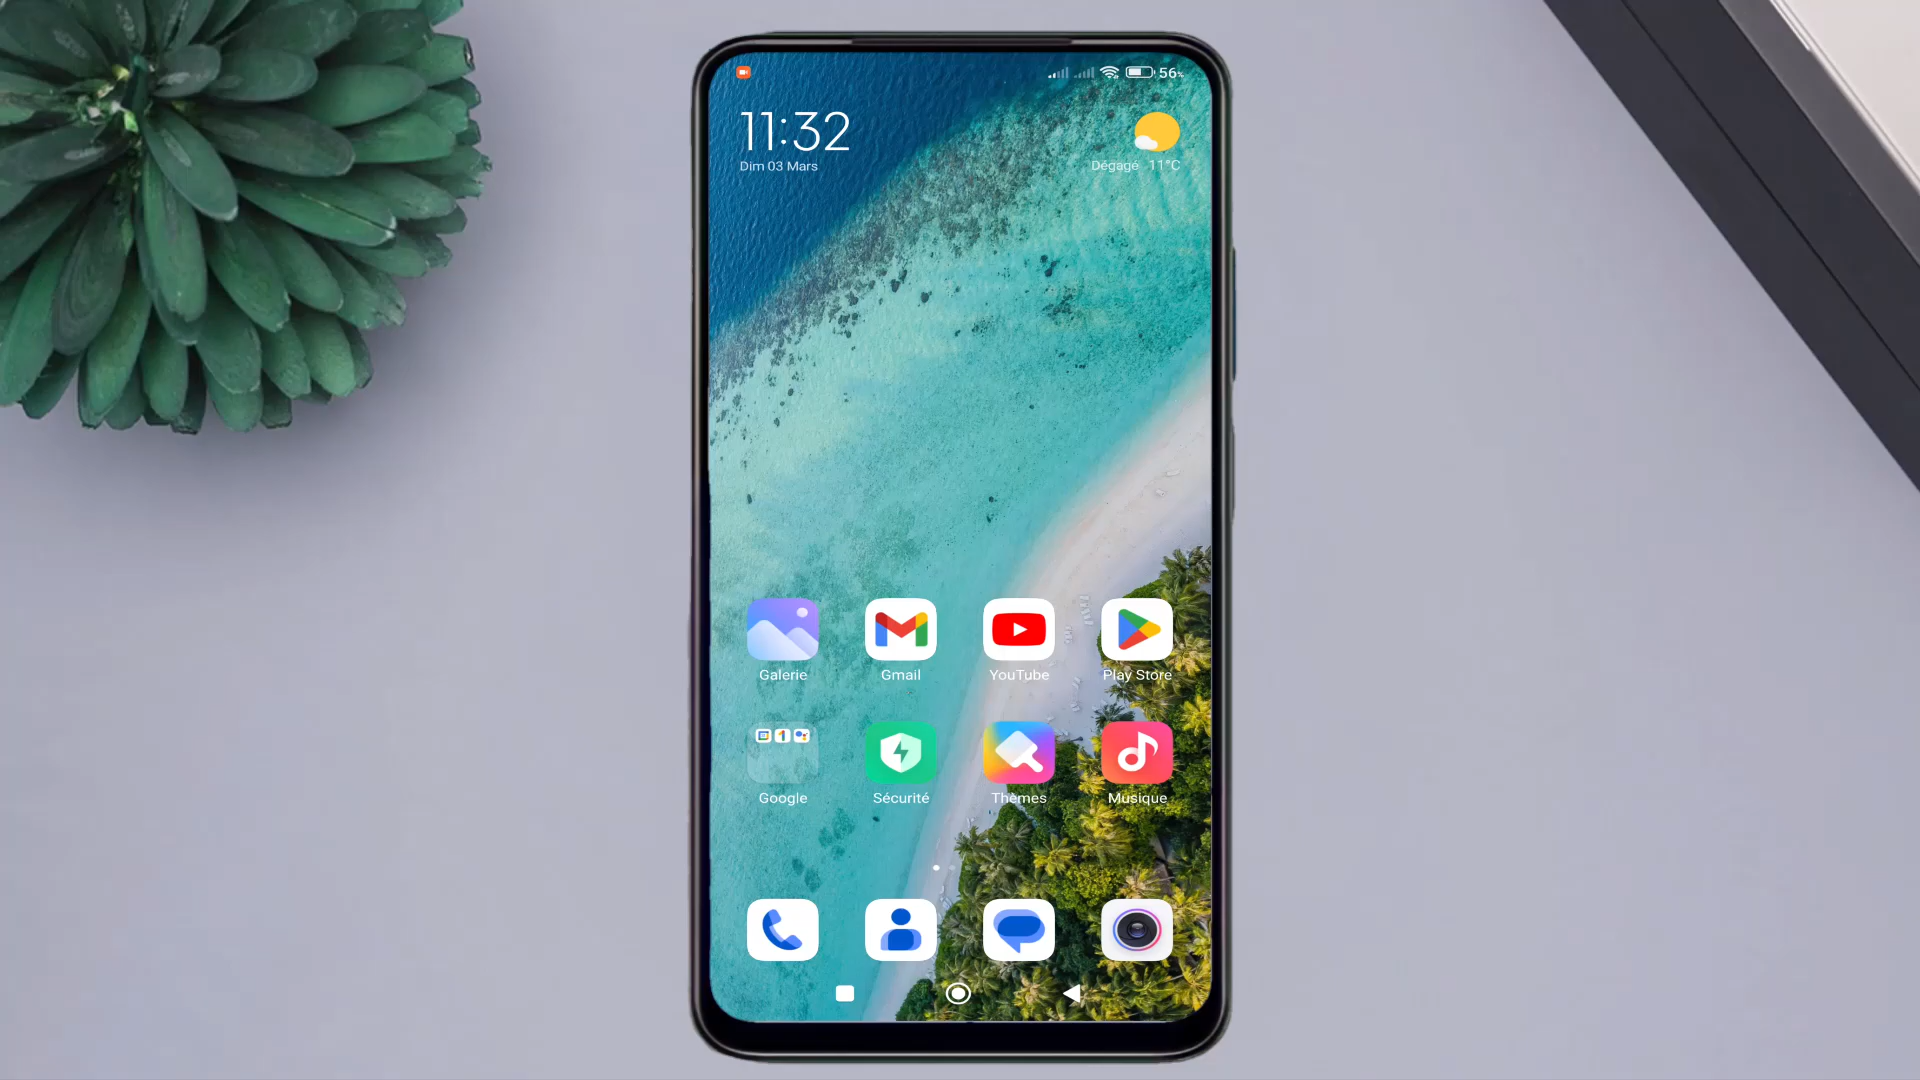 56%
11:32
Dim 03 Mars
Dégagé 11°C
Galerie
Gmail
YouTube
Play Store
Google
Sécurité
Thèmes
Musique